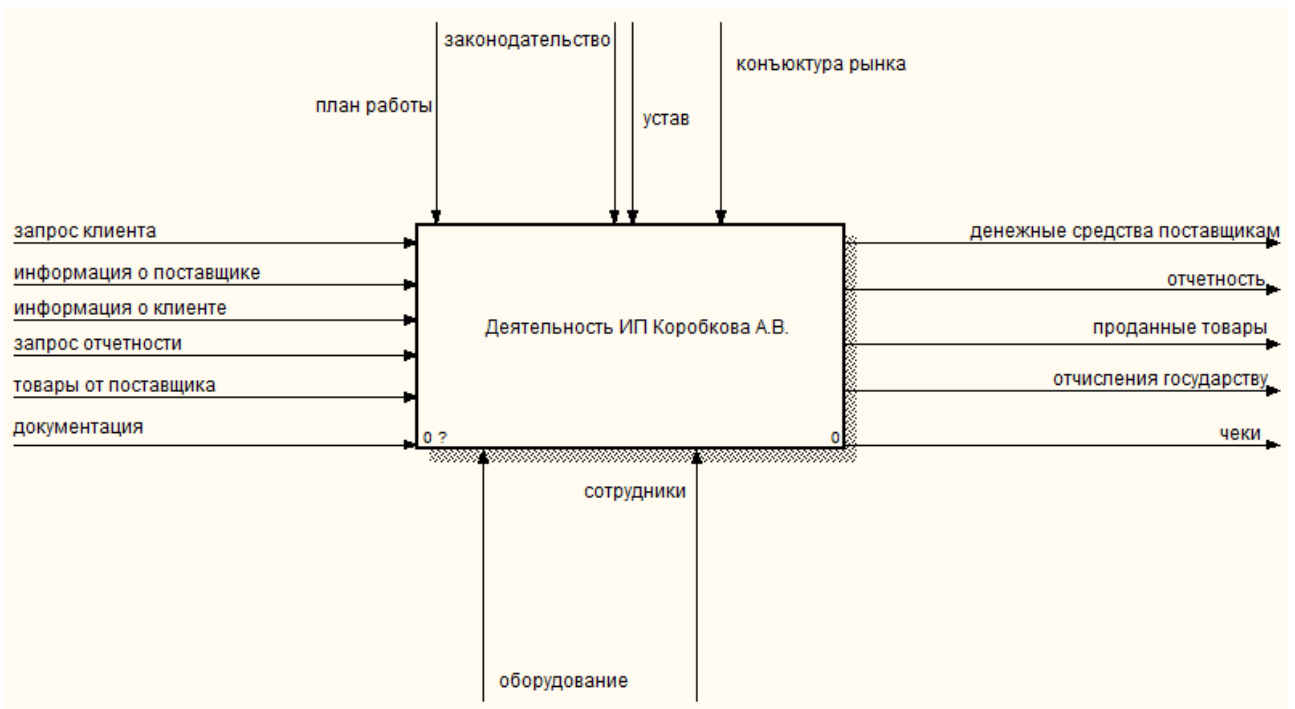 законодательство
конъюктура рынка
план работы
устав
запрос клиента
денежные средства поставщикам
информация о поставщике
отчетность
информация о клиенте
Деятельность ИП Коробкова А.В.
проданные товары
запрос отчетности
товары от поставщика
отчисления государству
документация
чеки
0 ?
0
сотрудники
оборудование